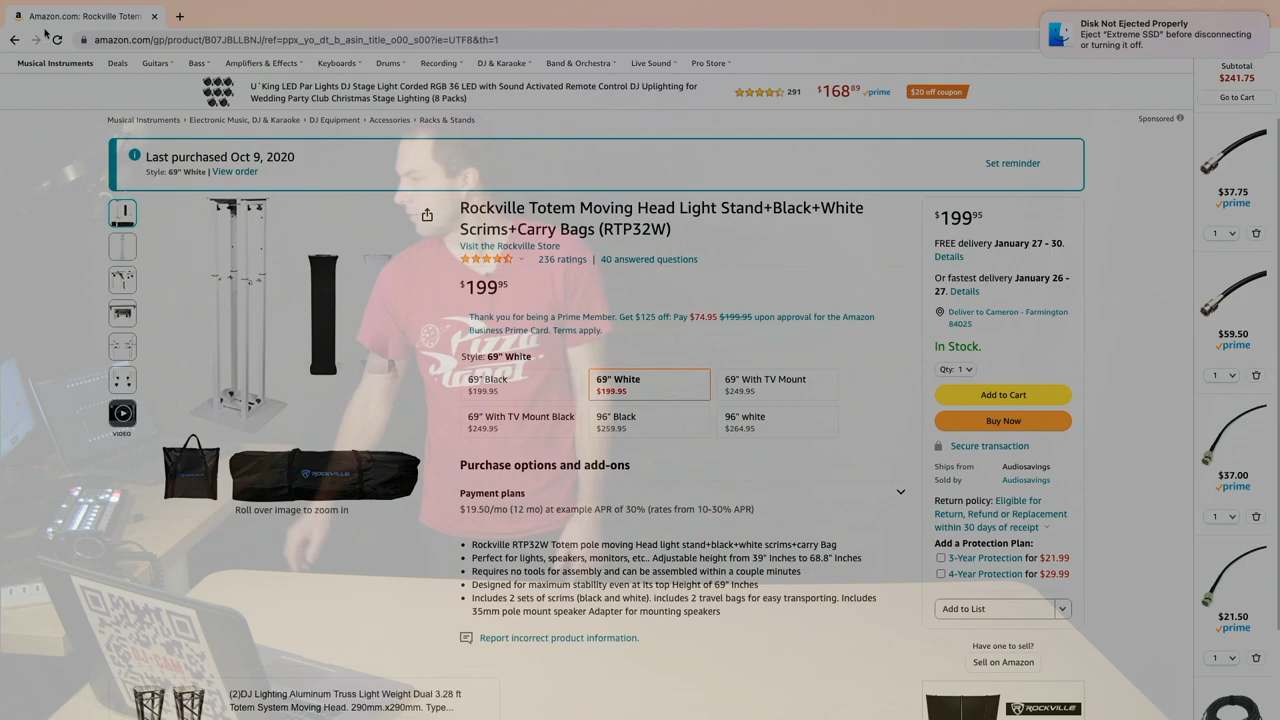 Amazon.com: Rockville Totem
amazon.com/gp/product/B07JBLLBNJ/ref=ppx_yo_dt_b_asin_title_o00_s00?ie=UTF8&th=1
Disk Not Ejected Properly
Eject “Extreme SSD” before disconnecting
or turning it off.
Musical Instruments Deals Guitars Bass Amplifiers & Effects Keyboards Drums Recording DJ & Karaoke Band & Orchestra Live Sound Pro Store
Subtotal
$241.75
Go to Cart
U`King LED Par Lights DJ Stage Light Corded RGB 36 LED with Sound Activated Remote Control DJ Uplighting for
Wedding Party Club Christmas Stage Lighting (8 Packs)
291
$168 89
prime
$20 off coupon
Musical Instruments › Electronic Music, DJ & Karaoke › DJ Equipment › Accessories › Racks & Stands
Sponsored
Last purchased Oct 9, 2020
Style: 69" White | View order
Set reminder
Rockville Totem Moving Head Light Stand+Black+White
Scrims+Carry Bags (RTP32W)
Visit the Rockville Store
236 ratings | 40 answered questions
$199 95
Thank you for being a Prime Member. Get $125 off: Pay $74.95 $199.95 upon approval for the Amazon
Business Prime Card. Terms apply.
Style: 69" White
69" Black
$199.95
69" White
$199.95
69" With TV Mount
$249.95
69" With TV Mount Black
$249.95
96" Black
$259.95
96" white
$264.95
Purchase options and add-ons
Payment plans
$19.50/mo (12 mo) at example APR of 30% (rates from 10-30% APR)
• Rockville RTP32W Totem pole moving Head light stand+black+white scrims+carry Bag
• Perfect for lights, speakers, monitors, etc.. Adjustable height from 39" Inches to 68.8" Inches
• Requires no tools for assembly and can be assembled within a couple minutes
• Designed for maximum stability even at its top Height of 69" Inches
• Includes 2 sets of scrims (black and white). includes 2 travel bags for easy transporting. Includes
35mm pole mount speaker Adapter for mounting speakers
Report incorrect product information.
VIDEO
ROCKVILLE
Roll over image to zoom in
Pizza
Planet
DJ-CAM
(2)DJ Lighting Aluminum Truss Light Weight Dual 3.28 ft
Totem System Moving Head. 290mm.x290mm. Type...
$199 95
FREE delivery January 27 - 30.
Details
Or fastest delivery January 26 -
27. Details
Deliver to Cameron - Farmington
84025
In Stock.
Qty: 1
Add to Cart
Buy Now
Secure transaction
Ships from Audiosavings
Sold by Audiosavings
Return policy: Eligible for
Return, Refund or Replacement
within 30 days of receipt
Add a Protection Plan:
3-Year Protection for $21.99
4-Year Protection for $29.99
Add to List
Have one to sell?
Sell on Amazon
ROCKVILLE
$37.75
prime
1
$59.50
prime
1
$37.00
prime
1
$21.50
prime
1